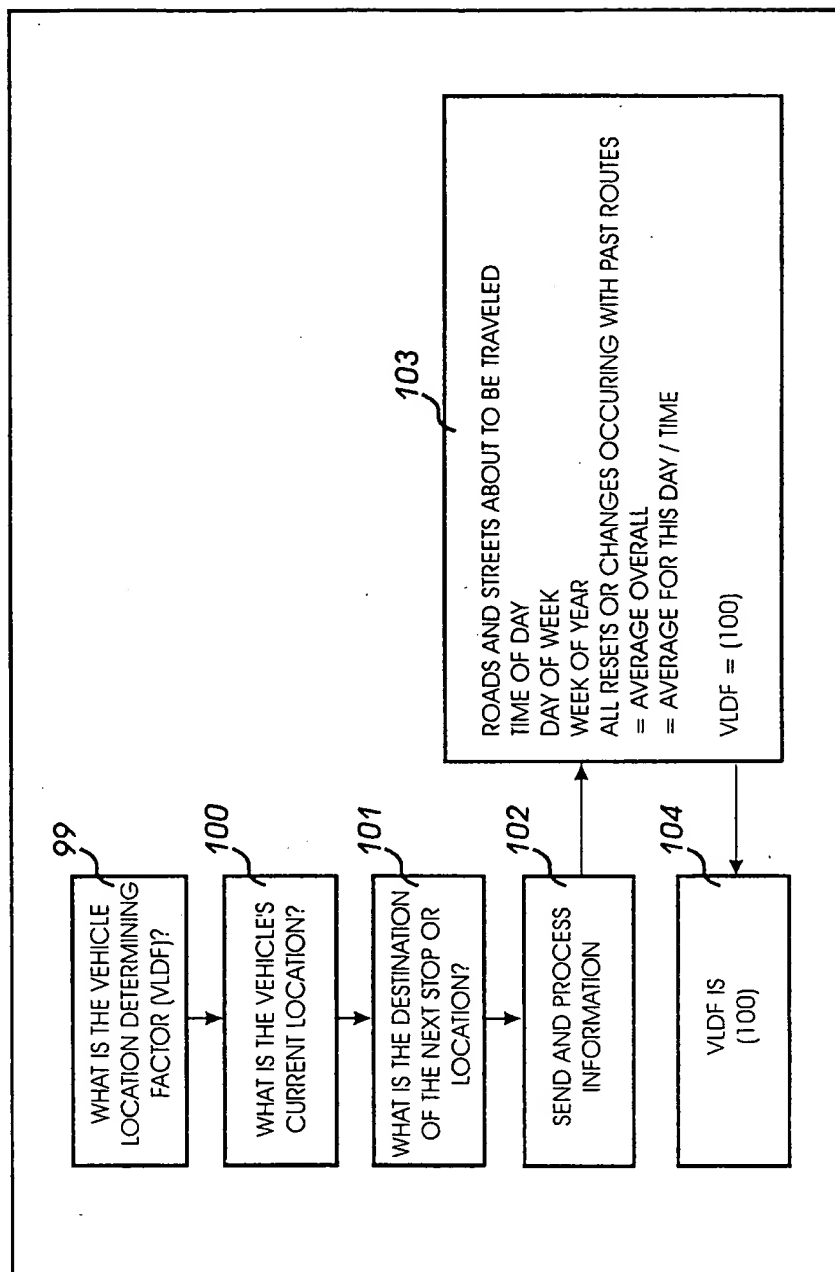 99
WHAT IS THE VEHICLE
LOCATION DETERMINING
FACTOR (VLDF)?
100
WHAT IS THE VEHICLE'S
CURRENT LOCATION?
101
WHAT IS THE DESTINATION
OF THE NEXT STOP OR
LOCATION?
102
SEND AND PROCESS
INFORMATION
103
ROADS AND STREETS ABOUT TO BE TRAVELED
TIME OF DAY
DAY OF WEEK
WEEK OF YEAR
ALL RESETS OR CHANGES OCCURING WITH PAST ROUTES
= AVERAGE OVERALL
= AVERAGE FOR THIS DAY / TIME
VLDF = (100)
104
VLDF IS
(100)